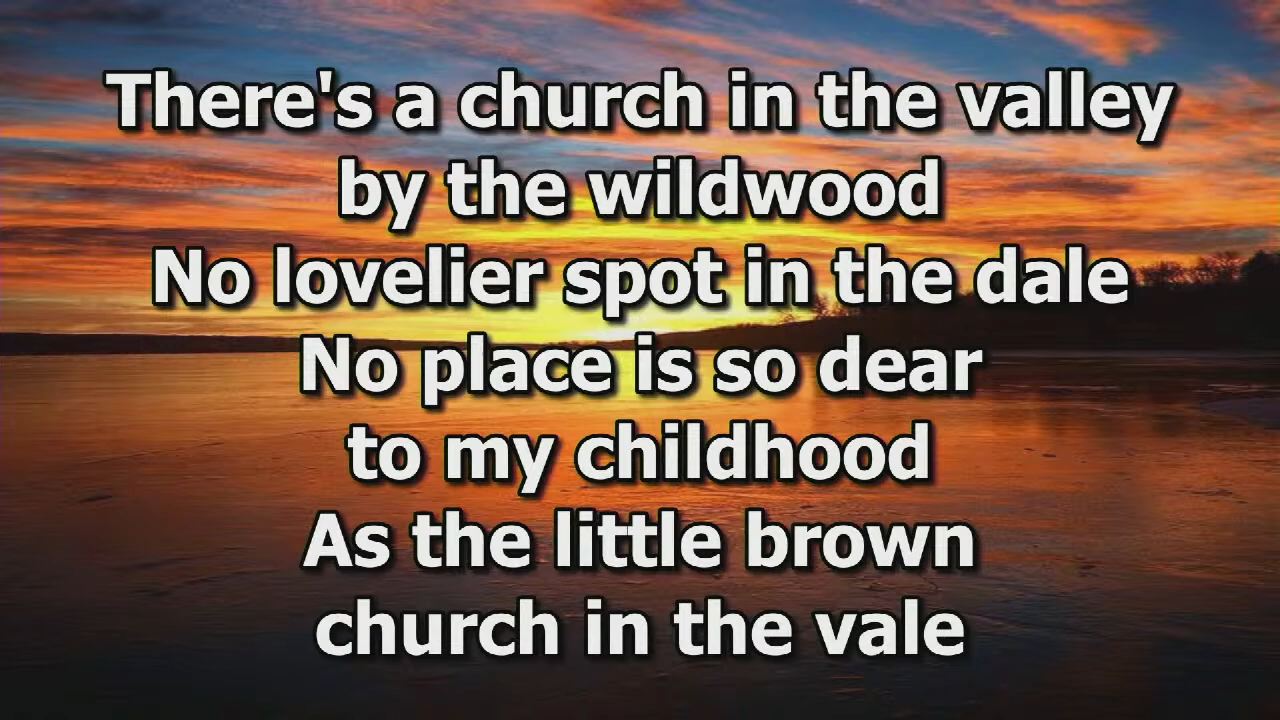 There's a church in the valley
by the wildwood
No lovelier spot in the dale
No place is so dear
to my childhood
As the little brown
church in the vale